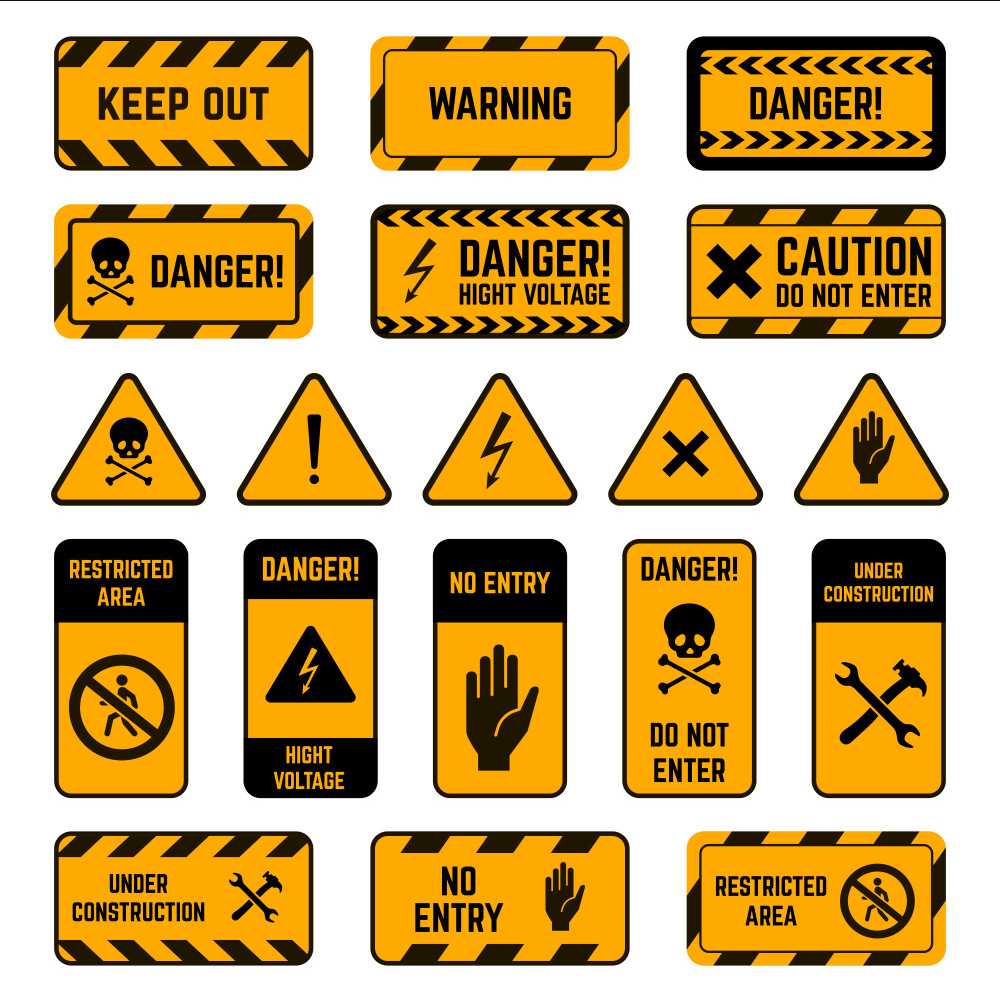 KEEP OUT
WARNING
DANGER!
DANGER!
DANGER!
HIGHT VOLTAGE
CAUTION
DO NOT ENTER
!
RESTRICTED
AREA
DANGER!
HIGHT
VOLTAGE
NO ENTRY
DANGER!
DO NOT
ENTER
UNDER
CONSTRUCTION
UNDER
CONSTRUCTION
NO
ENTRY
RESTRICTED
AREA